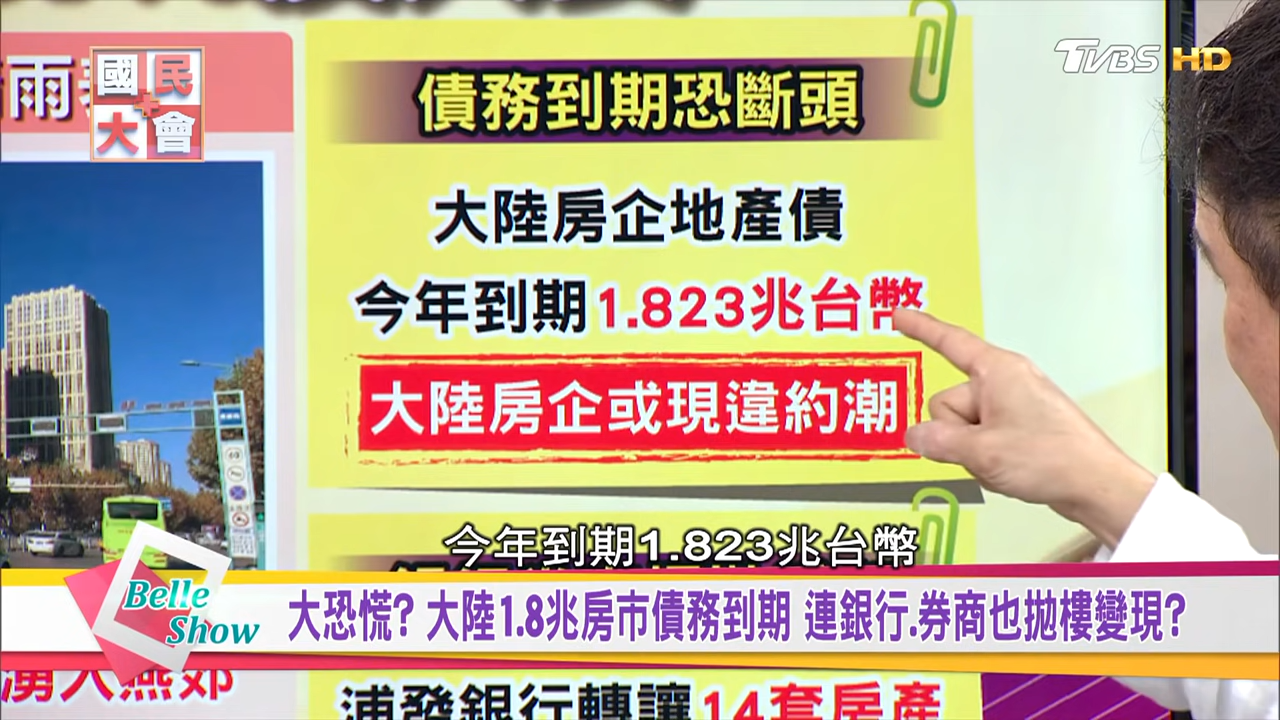 國民
大會
TVBS HD
債務到期恐斷頭
大陸房企地產債
今年到期1.823兆台幣
大陸房企或現違約潮
今年到期1.823兆台幣
Belle
Show
大恐慌? 大陸1.8兆房市債務到期 連銀行.券商也拋樓變現?
湧入燕郊
浦發銀行轉讓14套房產